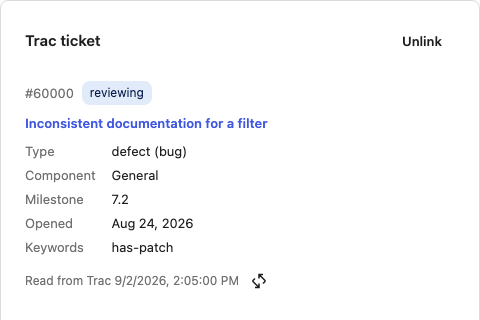 Trac ticket
Unlink
#60000 reviewing
Inconsistent documentation for a filter
Type defect (bug)
Component General
Milestone 7.2
Opened Aug 24, 2026
Keywords has-patch
Read from Trac 9/2/2026, 2:05:00 PM